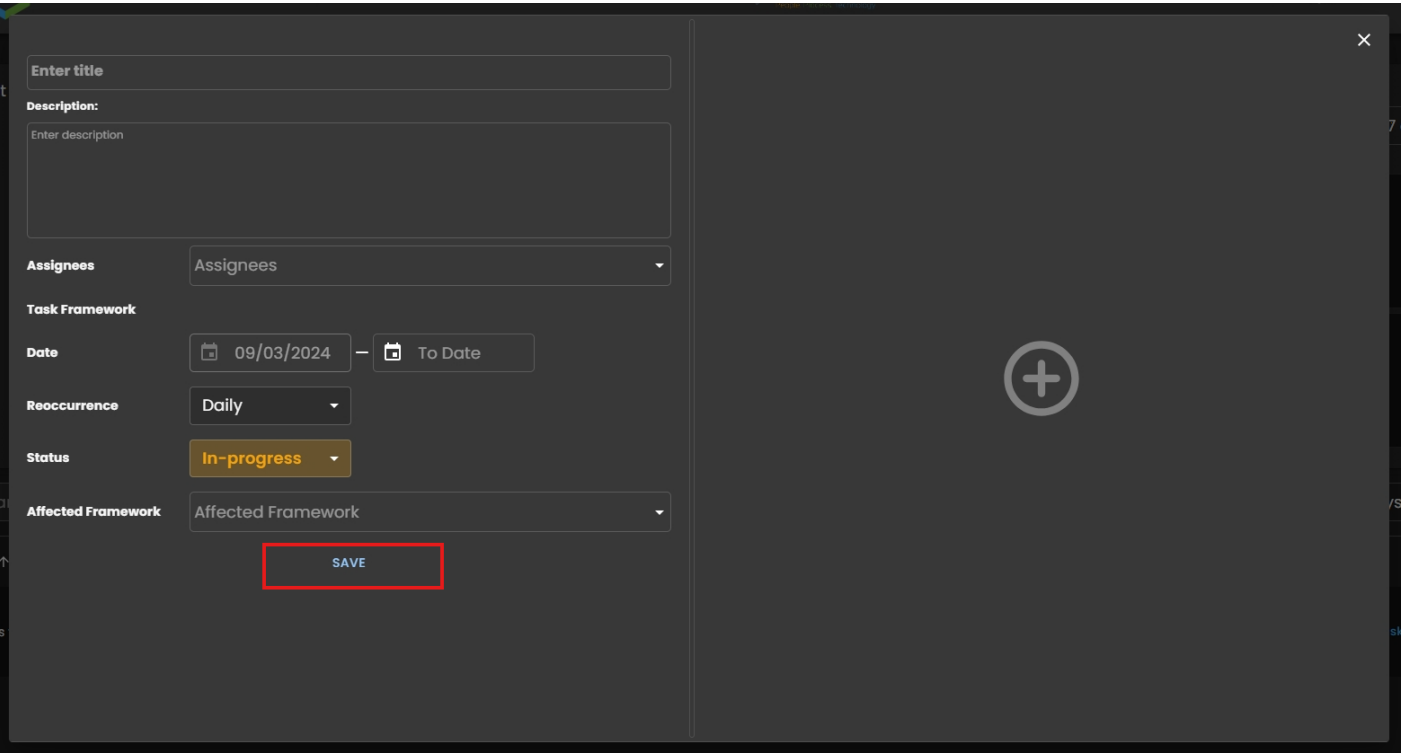 Enter title
Description:
Enter description
Assignees Assignees
Task Framework
Date 09/03/2024 – To Date
Reoccurrence Daily
Status In-progress
Affected Framework Affected Framework
SAVE